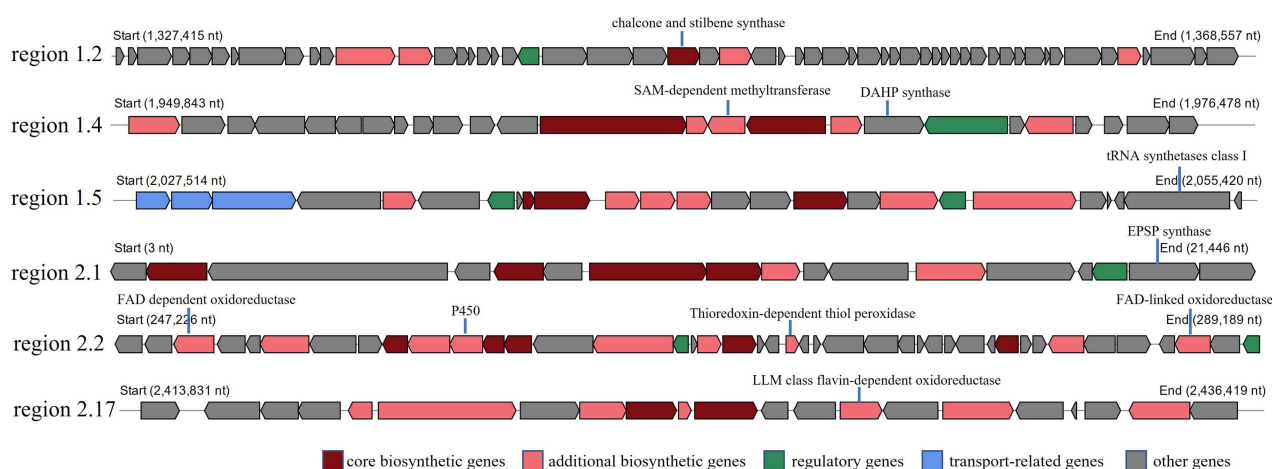 chalcone and stilbene synthase
Start (1,327,415 nt) End (1,368,557 nt)
region 1.2
SAM-dependent methyltransferase DAHP synthase
Start (1,949,843 nt) End (1,976,478 nt)
region 1.4
tRNA synthetases class I
Start (2,027,514 nt) End (2,055,420 nt)
region 1.5
EPSP synthase
Start (3 nt) End (21,446 nt)
region 2.1
FAD dependent oxidoreductase P450 Thioredoxin-dependent thiol peroxidase FAD-linked oxidoreductase
Start (247,226 nt) End (289,189 nt)
region 2.2
LLM class flavin-dependent oxidoreductase
Start (2,413,831 nt) End (2,436,419 nt)
region 2.17
core biosynthetic genes additional biosynthetic genes regulatory genes transport-related genes other genes